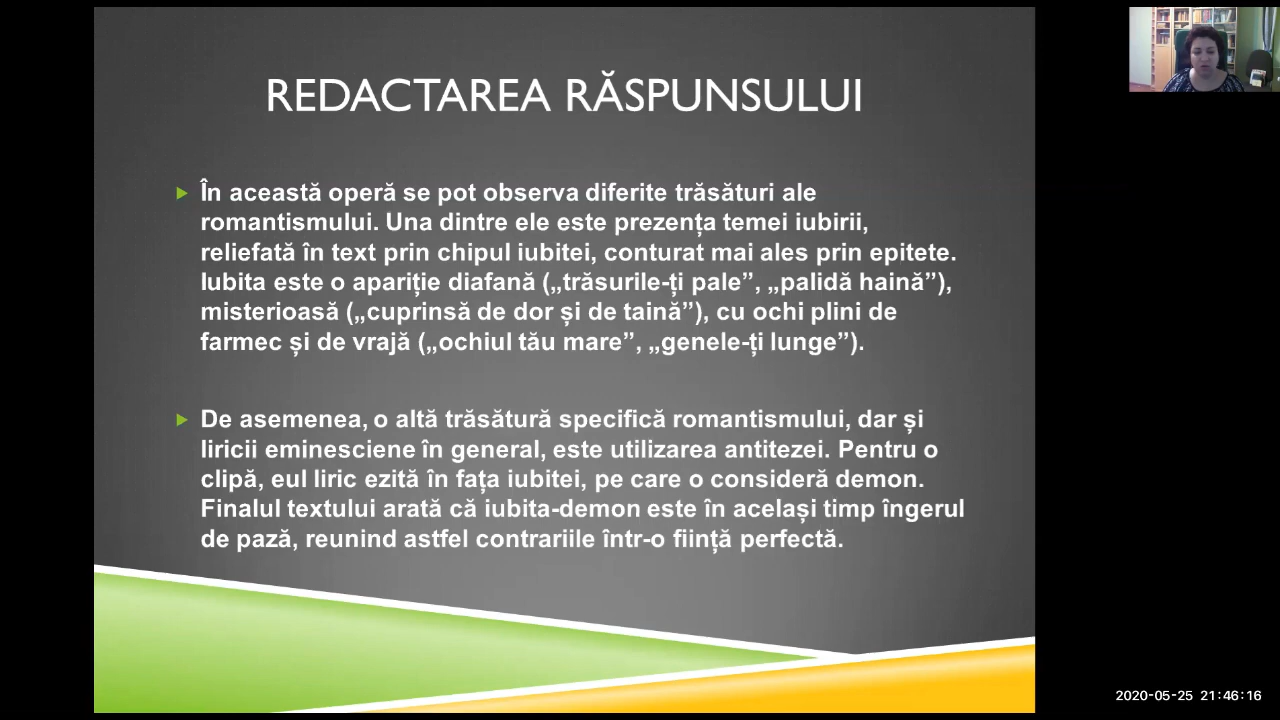 REDACTAREA RĂSPUNSULUI
În această operă se pot observa diferite trăsături ale
romantismului. Una dintre ele este prezența temei iubirii,
reliefată în text prin chipul iubitei, conturat mai ales prin epitete.
Iubita este o apariție diafană („trăsurile-ți pale”, „palidă haină”),
misterioasă („cuprinsă de dor și de taină”), cu ochi plini de
farmec și de vrajă („ochiul tău mare”, „genele-ți lunge”).
De asemenea, o altă trăsătură specifică romantismului, dar și
liricii eminesciene în general, este utilizarea antitezei. Pentru o
clipă, eul liric ezită în fața iubitei, pe care o consideră demon.
Finalul textului arată că iubita-demon este în același timp îngerul
de pază, reunind astfel contrariile într-o ființă perfectă.
2020-05-25 21:46:16